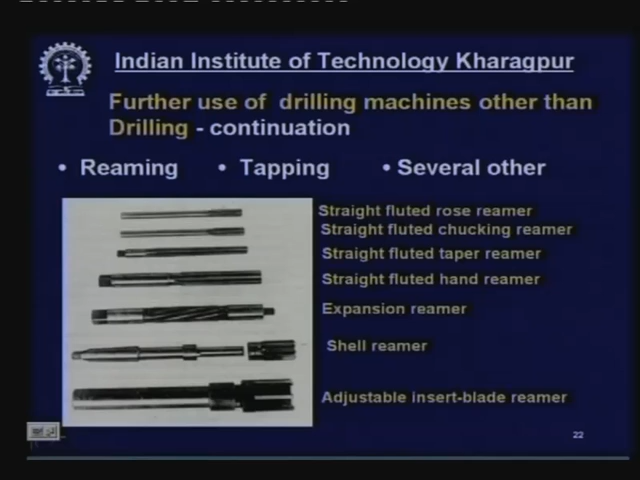 Indian Institute of Technology Kharagpur
Further use of drilling machines other than
Drilling - continuation
• Reaming • Tapping • Several other
Straight fluted rose reamer
Straight fluted chucking reamer
Straight fluted taper reamer
Straight fluted hand reamer
Expansion reamer
Shell reamer
Adjustable insert-blade reamer
22